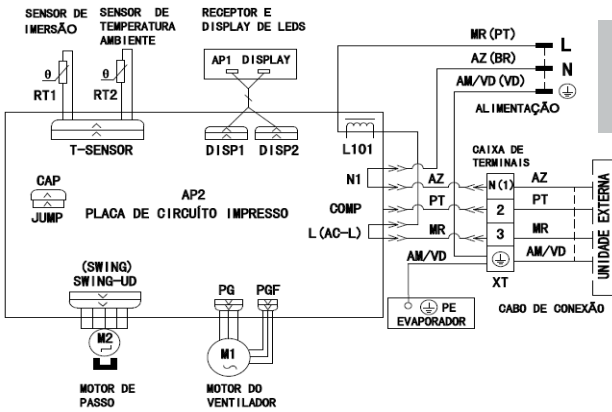 SENSOR DE
IMERSÃO
SENSOR DE
TEMPERATURA
AMBIENTE
RECEPTOR E
DISPLAY DE LEDS
MR(PT)
L
AZ(BR)
N
AM/VD(VD)
ALIMENTAÇÃO
θ
RT1
θ
RT2
AP1 DISPLAY
T-SENSOR
DISP1
DISP2
L101
CAIXA DE
TERMINAIS
CAP
JUMP
AP2
PLACA DE CIRCUÍTO IMPRESSO
N1
AZ
N(1)
AZ
COMP
PT
2
PT
L(AC-L)
MR
3
MR
AM/VD
AM/VD
XT
UNIDADE EXTERNA
CABO DE CONEXÃO
PE
EVAPORADOR
(SWING)
SWING-UD
PG
PGF
M2
M1
MOTOR DE
PASSO
MOTOR DO
VENTILADOR